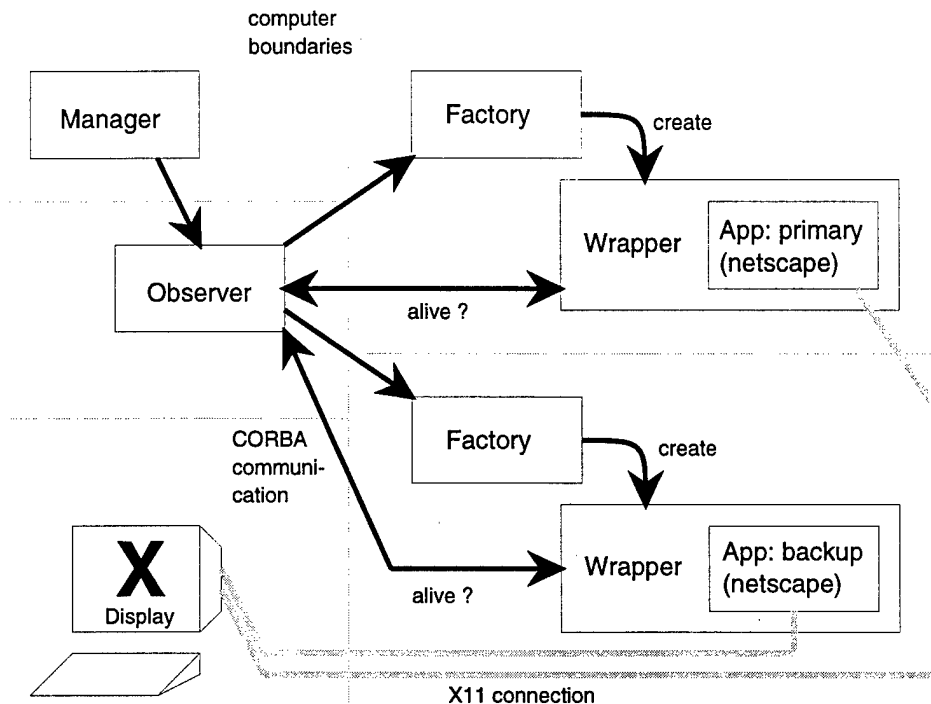 computer
boundaries
Manager
Factory
create
Wrapper
App: primary
(netscape)
Observer
alive ?
Factory
create
CORBA
communi-
cation
Wrapper
App: backup
(netscape)
alive ?
X
Display
X11 connection